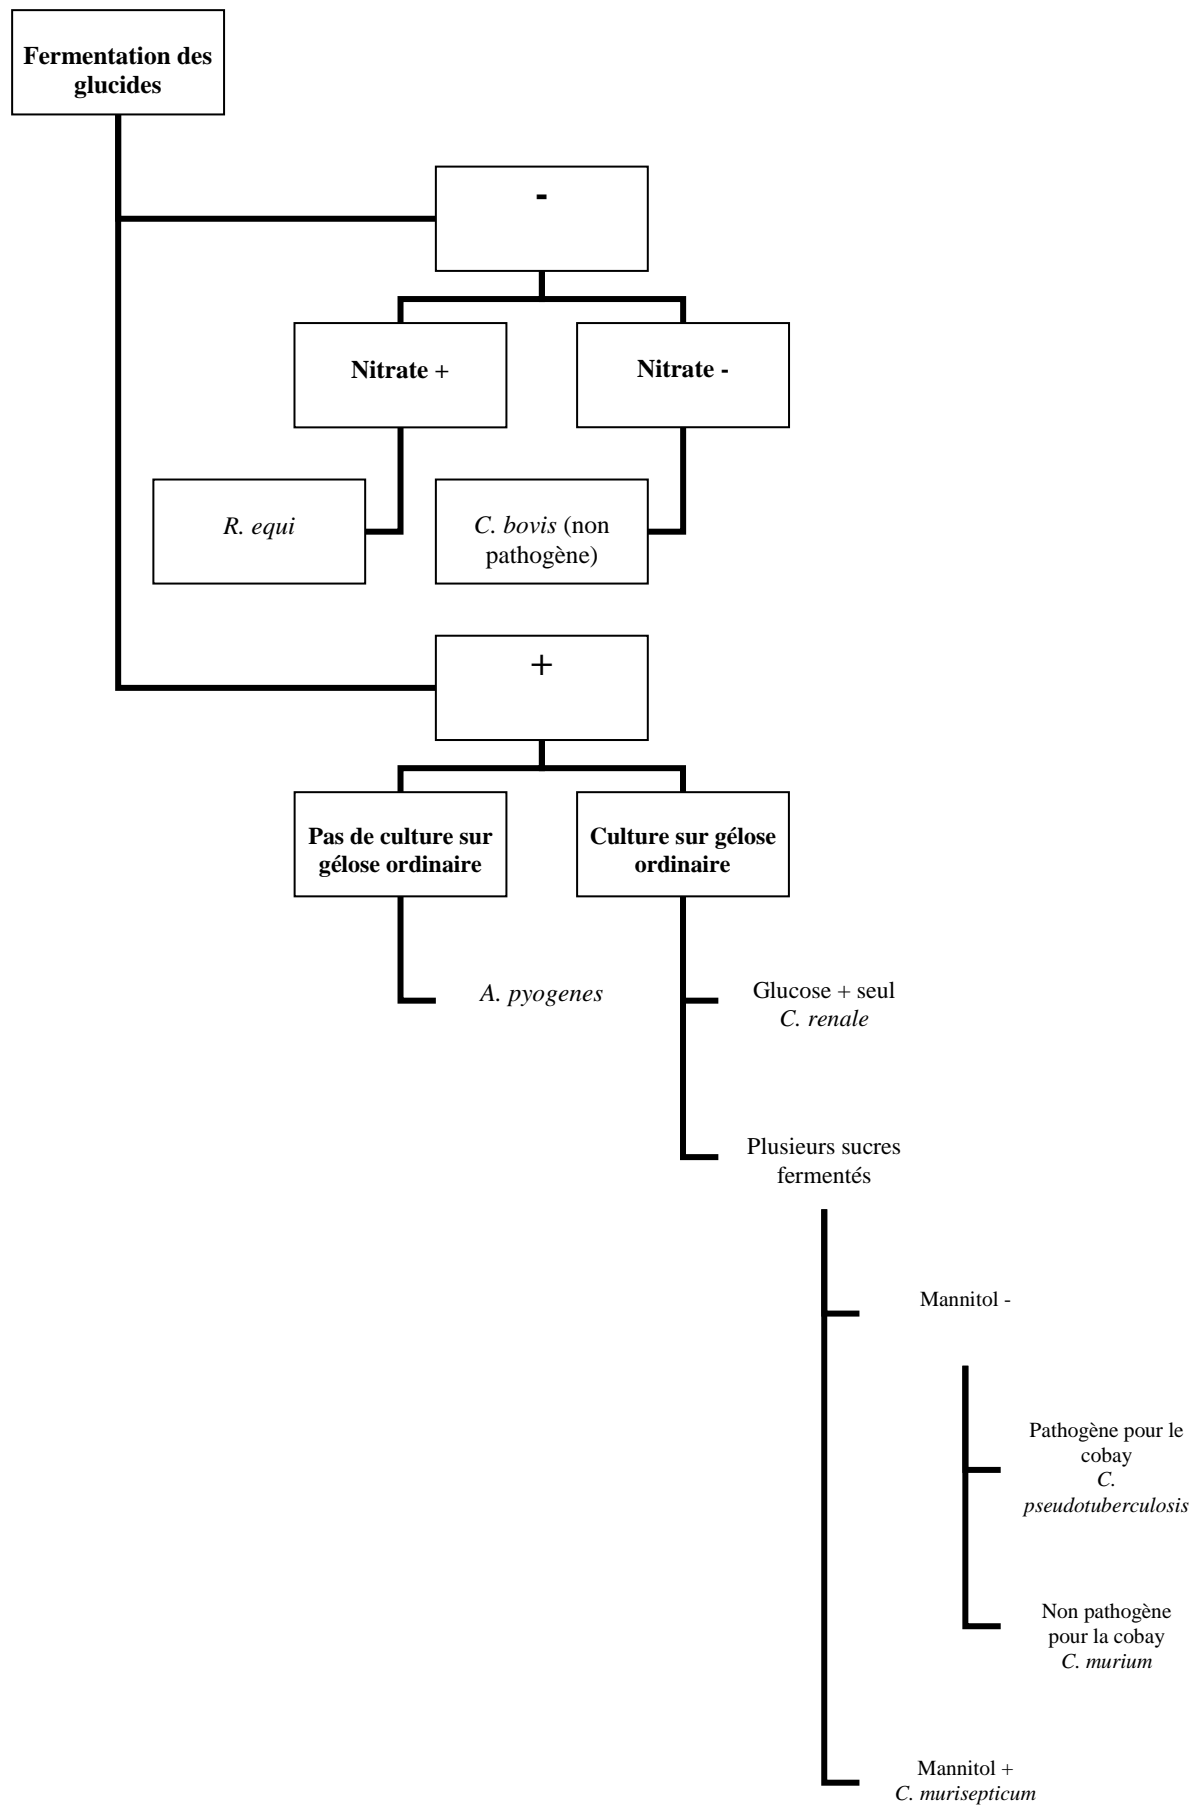 Fermentation des
glucides
-
Nitrate +
Nitrate -
R. equi
C. bovis (non
pathogène)
+
Pas de culture sur
gélose ordinaire
Culture sur gélose
ordinaire
A. pyogenes
Glucose + seul
C. renale
Plusieurs sucres
fermentés
Mannitol -
Pathogène pour le
cobay
C.
pseudotuberculosis
Non pathogène
pour la cobay
C. murium
Mannitol +
C. murisepticum